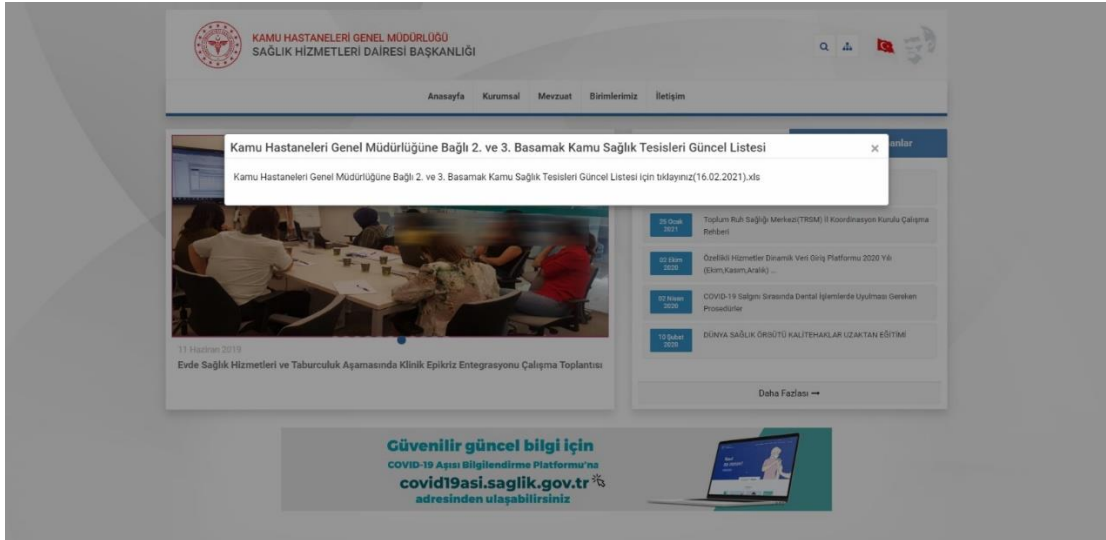 KAMU HASTANELERİ GENEL MÜDÜRLÜĞÜ
SAĞLIK HİZMETLERİ DAİRESİ BAŞKANLIĞI
Anasayfa Kurumsal Mevzuat Birimlerimiz İletişim
Kamu Hastaneleri Genel Müdürlüğüne Bağlı 2. ve 3. Basamak Kamu Sağlık Tesisleri Güncel Listesi ×
Kamu Hastaneleri Genel Müdürlüğüne Bağlı 2. ve 3. Basamak Kamu Sağlık Tesisleri Güncel Listesi için tıklayınız(16.02.2021).xls
25 Ocak
2021
Toplum Ruh Sağlığı Merkezi(TRSM) İl Koordinasyon Kurulu Çalışma
Rehberi
Ekim
2020
Özellikli Hizmetler Dinamik Veri Giriş Platformu 2020 Yılı
(Ekim,Kasım,Aralık) ...
02 Nisan
2020
COVID-19 Salgını Sırasında Dental İşlemlerde Uyulması Gereken
Prosedürler
10 Şubat
2020
DÜNYA SAĞLIK ÖRGÜTÜ KALİTEHAKLAR UZAKTAN EĞİTİMİ
Daha Fazlası →
11 Haziran 2019
Evde Sağlık Hizmetleri ve Taburculuk Aşamasında Klinik Epikriz Entegrasyonu Çalışma Toplantısı
Güvenilir güncel bilgi için
COVID-19 Aşısı Bilgilendirme Platformu'na
covid19asi.saglik.gov.tr
adresinden ulaşabilirsiniz